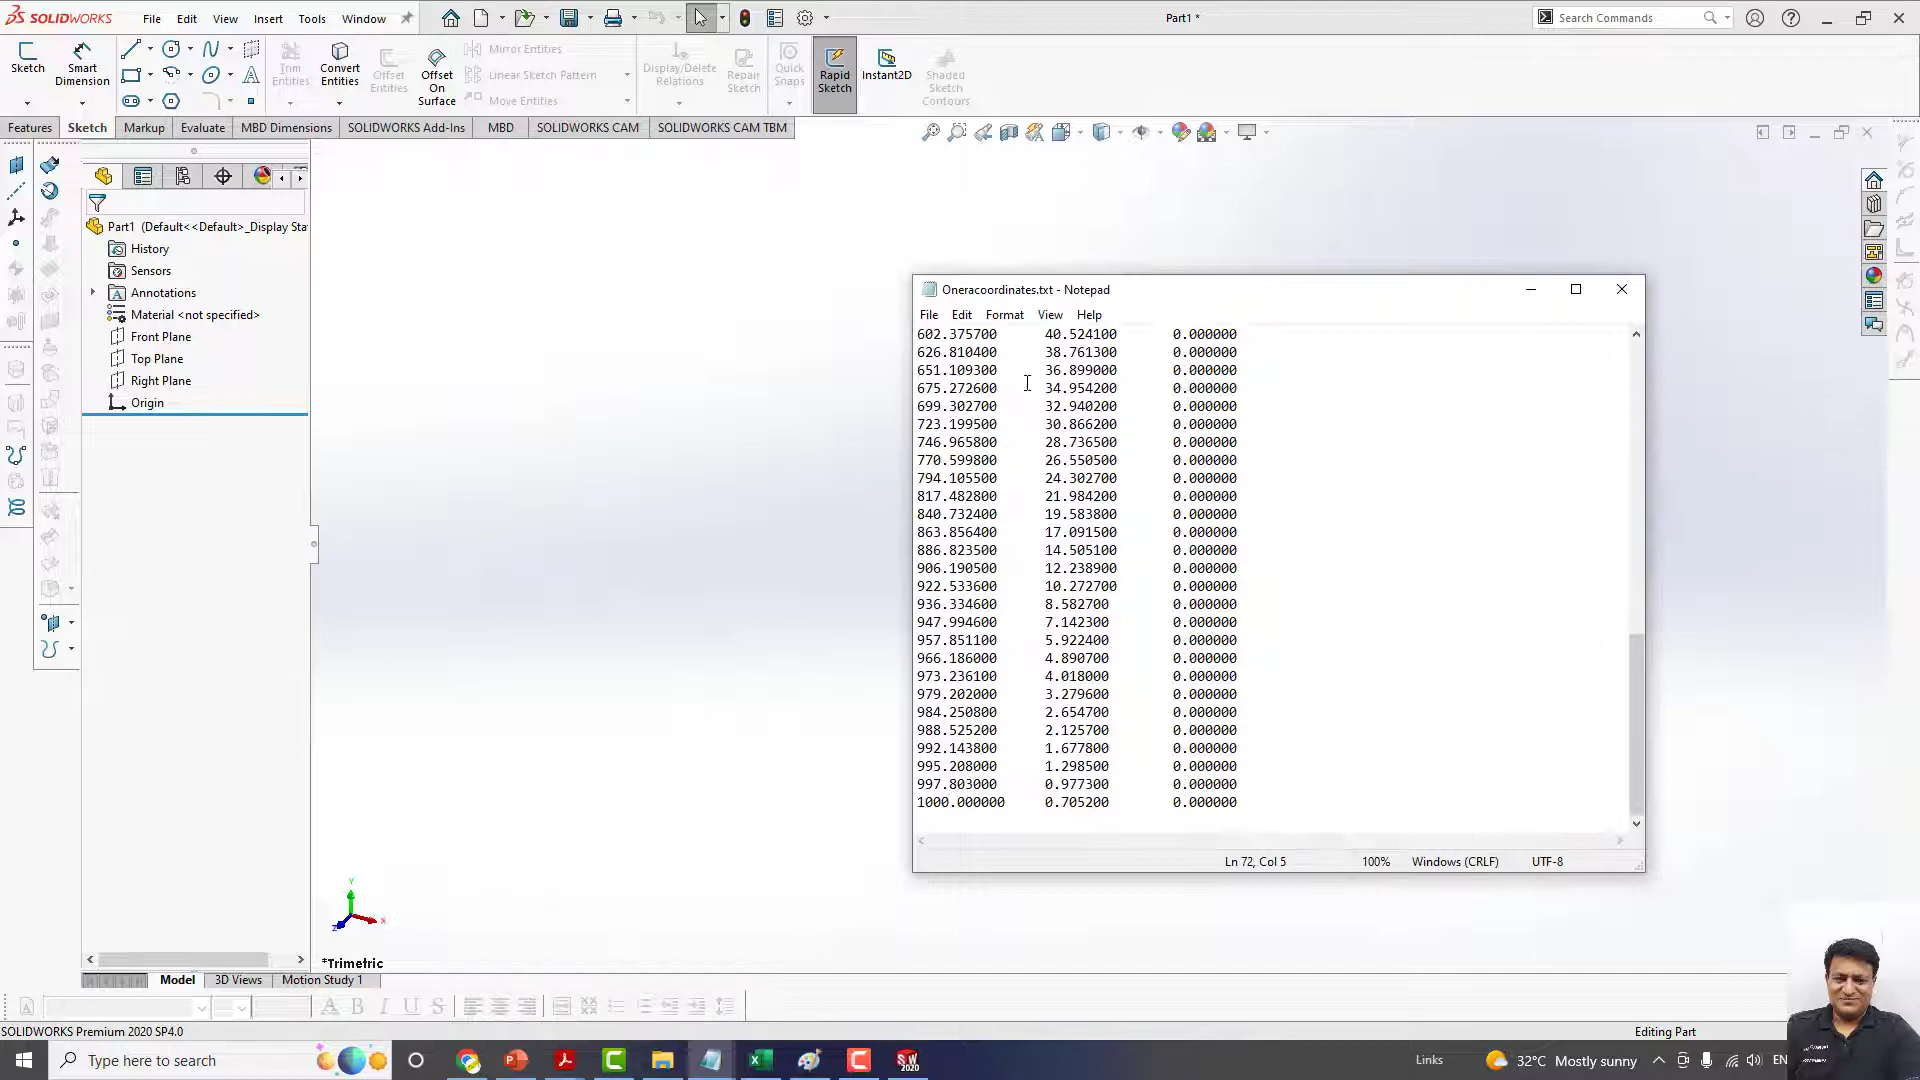 SOLIDWORKS
File Edit View Insert Tools Window
Part1 *
Search Commands
Sketch
Smart Dimension
Trim Entities
Convert Entities
Offset Entities
Offset On Surface
Mirror Entities
Linear Sketch Pattern
Move Entities
Display/Delete Relations
Repair Sketch
Quick Snaps
Rapid Sketch
Instant2D
Shaded Sketch Contours
Features Sketch Markup Evaluate MBD Dimensions SOLIDWORKS Add-Ins MBD SOLIDWORKS CAM SOLIDWORKS CAM TBM
Part1 (Default<<Default>_Display Sta
History
Sensors
Annotations
Material <not specified>
Front Plane
Top Plane
Right Plane
Origin
Oneracoordinates.txt - Notepad
File Edit Format View Help
602.375700 40.524100 0.000000
626.810400 38.761300 0.000000
651.109300 36.899000 0.000000
675.272600 34.954200 0.000000
699.302700 32.940200 0.000000
723.199500 30.866200 0.000000
746.965800 28.736500 0.000000
770.599800 26.550500 0.000000
794.105500 24.302700 0.000000
817.482800 21.984200 0.000000
840.732400 19.583800 0.000000
863.856400 17.091500 0.000000
886.823500 14.505100 0.000000
906.190500 12.238900 0.000000
922.533600 10.272700 0.000000
936.334600 8.582700 0.000000
947.994600 7.142300 0.000000
957.851100 5.922400 0.000000
966.186000 4.890700 0.000000
973.236100 4.018000 0.000000
979.202000 3.279600 0.000000
984.250800 2.654700 0.000000
988.525200 2.125700 0.000000
992.143800 1.677800 0.000000
995.208000 1.298500 0.000000
997.803000 0.977300 0.000000
1000.000000 0.705200 0.000000
Ln 72, Col 5 100% Windows (CRLF) UTF-8
Y
X
Z
*Trimetric
Model 3D Views Motion Study 1
SOLIDWORKS Premium 2020 SP4.0
Editing Part
Type here to search
Links
32°C Mostly sunny
EN